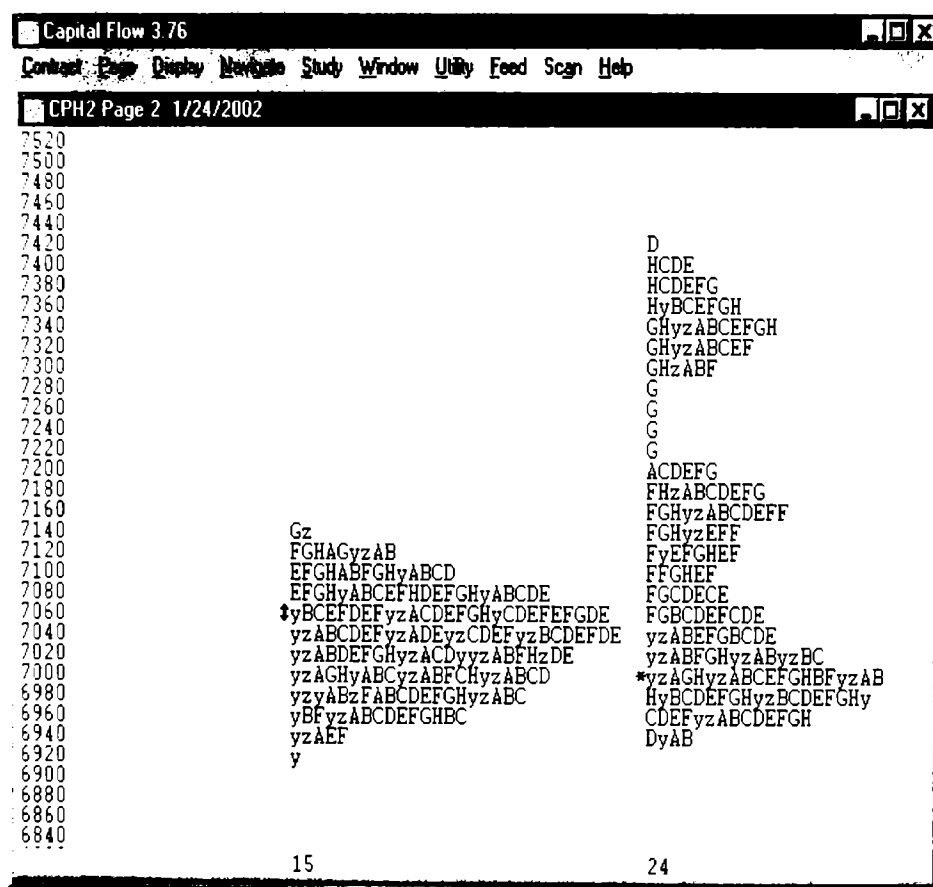 Capital Flow 3.76
Contract Page Display Navigate Study Window Utility Feed Scan Help
CPH2 Page 2 1/24/2002
7520
7500
7480
7460
7440
7420 D
7400 HCDE
7380 HCDEFG
7360 HyBCEFGH
7340 GHyzABCEFGH
7320 GHyzABCEF
7300 GHzABF
7280 G
7260 G
7240 G
7220 G
7200 ACDEFG
7180 FHzABCDEFG
7160 FGHyzABCDEFF
7140 Gz FGHyzEFF
7120 FGHAGyzAB FyEFGHEF
7100 EFGHABFGHyABCD FFGHEF
7080 EFGHyABCEFHDEFGHyABCDE FGCDECE
7060 ↕yBCEFDEFyzACDEFGHyCDEFEFGDE FGBCDEFCDE
7040 yzABCDEFyzADEyzCDEFyzBCDEFDE yzABEFGBCDE
7020 yzABDEFGHyzACDyyzABFHzDE yzABFGHyzAByzBC
7000 yzAGHyABCyzABFCHyzABCD *yzAGHyzABCEFGHBFyzAB
6980 yzyABzFABCDEFGHyzABC HyBCDEFGHyzBCDEFGHy
6960 yBFyzABCDEFGHBC CDEFyzABCDEFGH
6940 yzAEF DyAB
6920 y
6900
6880
6860
6840
15 24